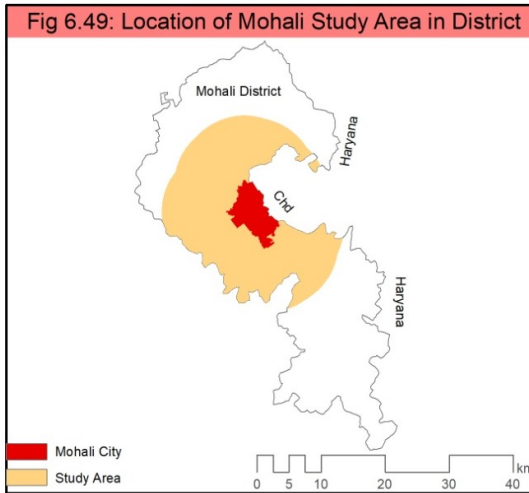 Fig 6.49: Location of Mohali Study Area in District
Mohali District
Haryana
Chd
Haryana
Mohali City
Study Area
km
0 5 10 20 30 40